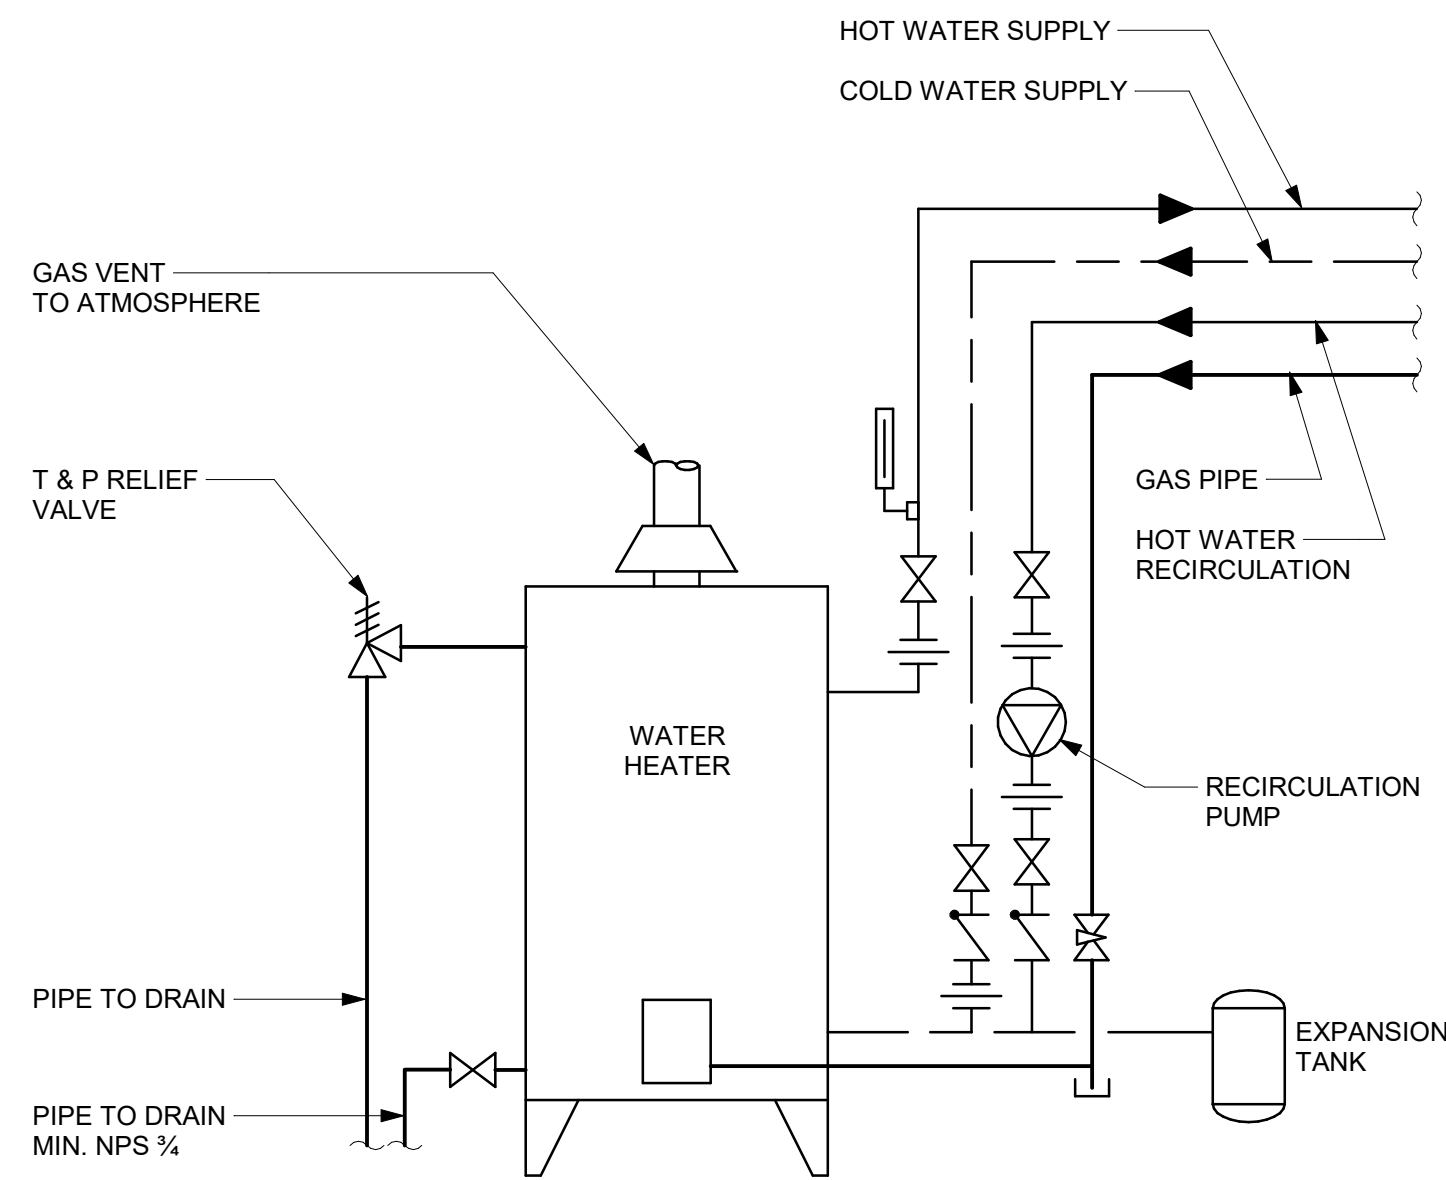 HOT WATER SUPPLY
COLD WATER SUPPLY
GAS VENT
TO ATMOSPHERE
T & P RELIEF
VALVE
GAS PIPE
HOT WATER
RECIRCULATION
WATER
HEATER
RECIRCULATION
PUMP
PIPE TO DRAIN
EXPANSION
TANK
PIPE TO DRAIN
MIN. NPS ¾